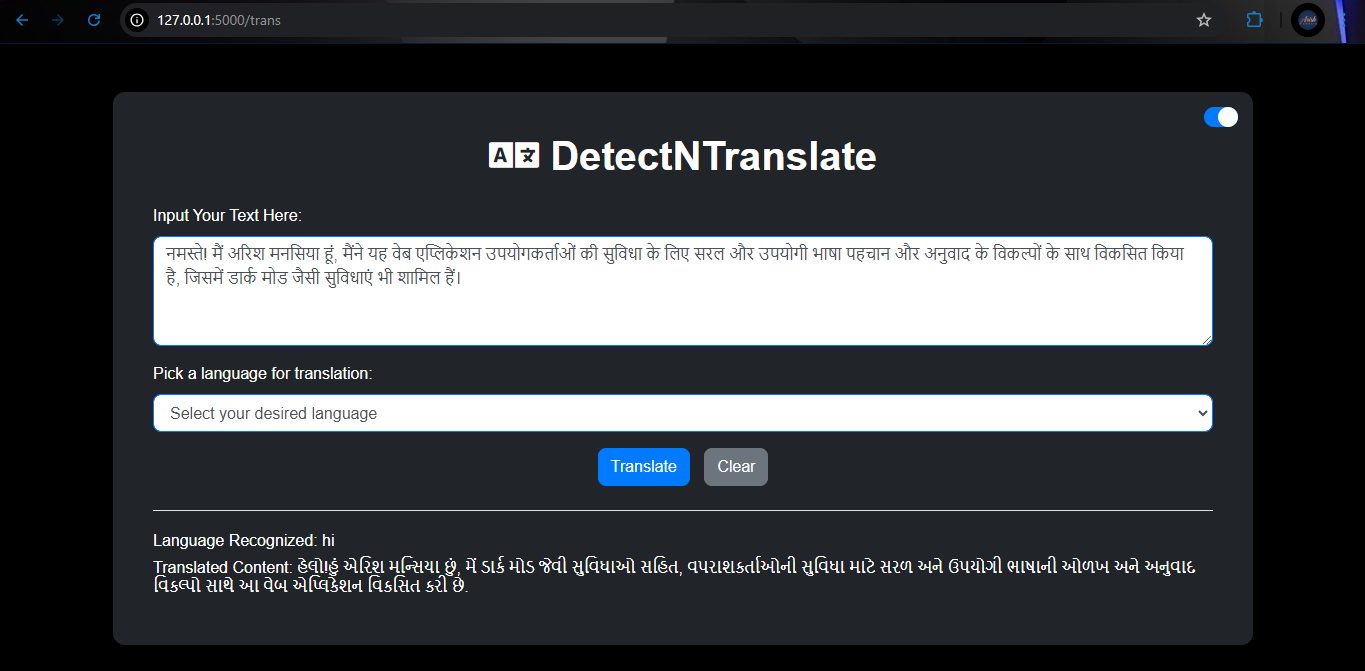 127.0.0.1:5000/trans
A文 DetectNTranslate
Input Your Text Here:
नमस्ते! मैं अरिश मनसिया हूं, मैंने यह वेब एप्लिकेशन उपयोगकर्ताओं की सुविधा के लिए सरल और उपयोगी भाषा पहचान और अनुवाद के विकल्पों के साथ विकसित किया
है, जिसमें डार्क मोड जैसी सुविधाएं भी शामिल हैं।
Pick a language for translation:
Select your desired language
Translate Clear
Language Recognized: hi
Translated Content: હેલો!હું એરિશ મન્સિયા છું, મેં ડાર્ક મોડ જેવી સુવિધાઓ સહિત, વપરાશકર્તાઓની સુવિધા માટે સરળ અને ઉપયોગી ભાષાની ઓળખ અને અનુવાદ
વિકલ્પો સાથે આ વેબ એપ્લિકેશન વિકસિત કરી છે.